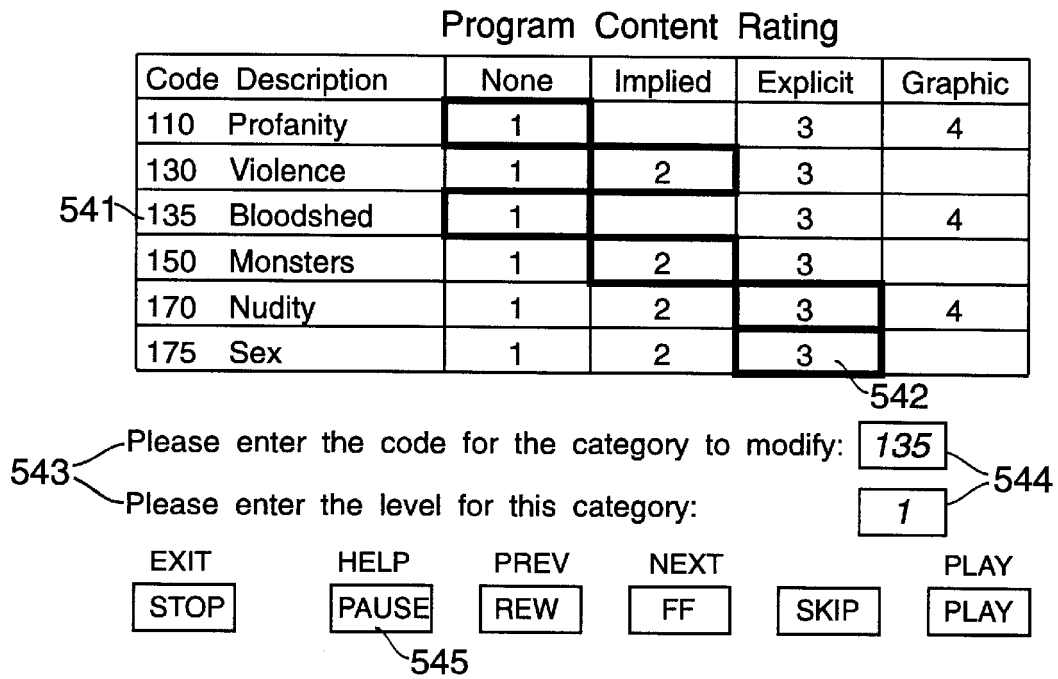 Program Content Rating
Code Description None Implied Explicit Graphic
110 Profanity 1 3 4
130 Violence 1 2 3
541 135 Bloodshed 1 3 4
150 Monsters 1 2 3
170 Nudity 1 2 3 4
175 Sex 1 2 3
542
Please enter the code for the category to modify: 135
543 544
Please enter the level for this category: 1
EXIT HELP PREV NEXT PLAY
STOP PAUSE REW FF SKIP PLAY
545